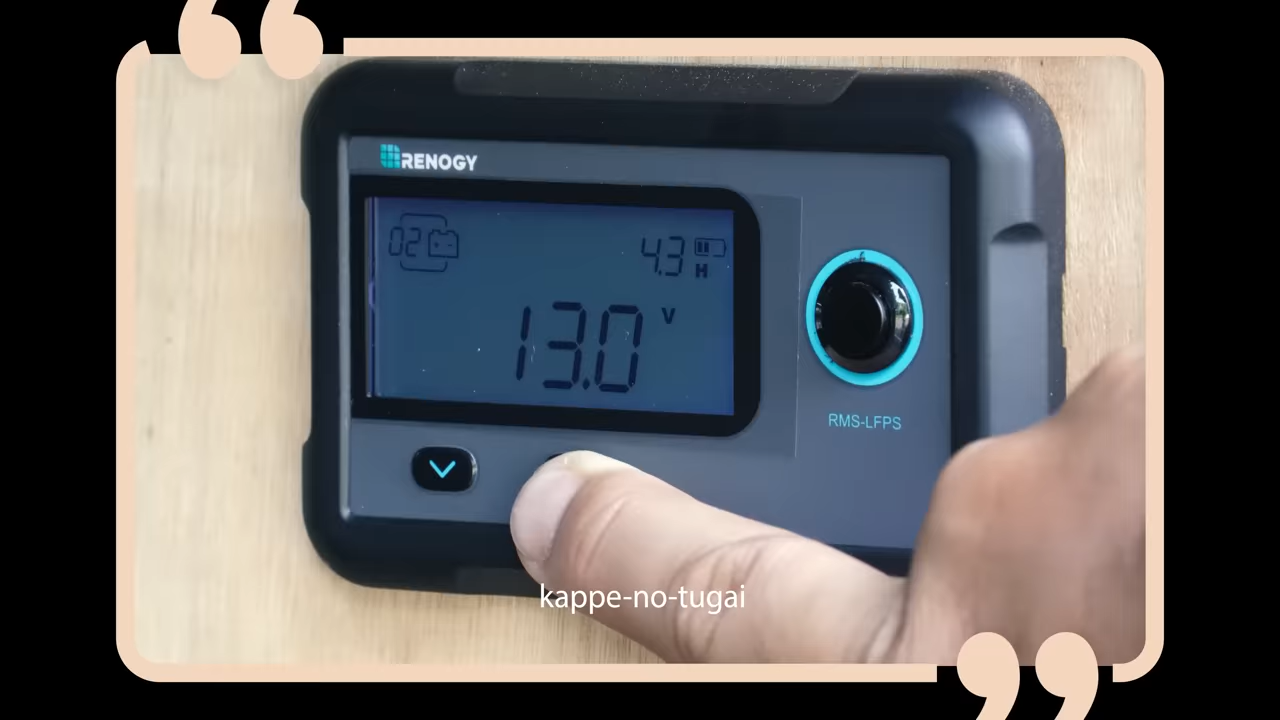 RENOGY
02
4.3
H
13.0 V
RMS-LFPS
kappe-no-tugai